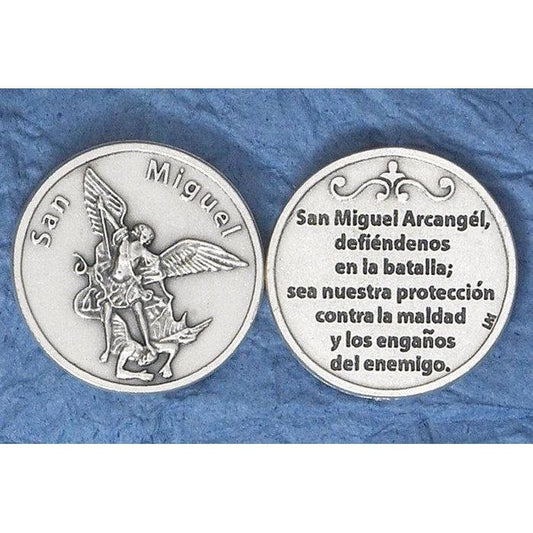 San Miguel
San Miguel Arcangél,
defiéndenos
en la batalla;
sea nuestra protección
contra la maldad
y los engaños
del enemigo.
LM